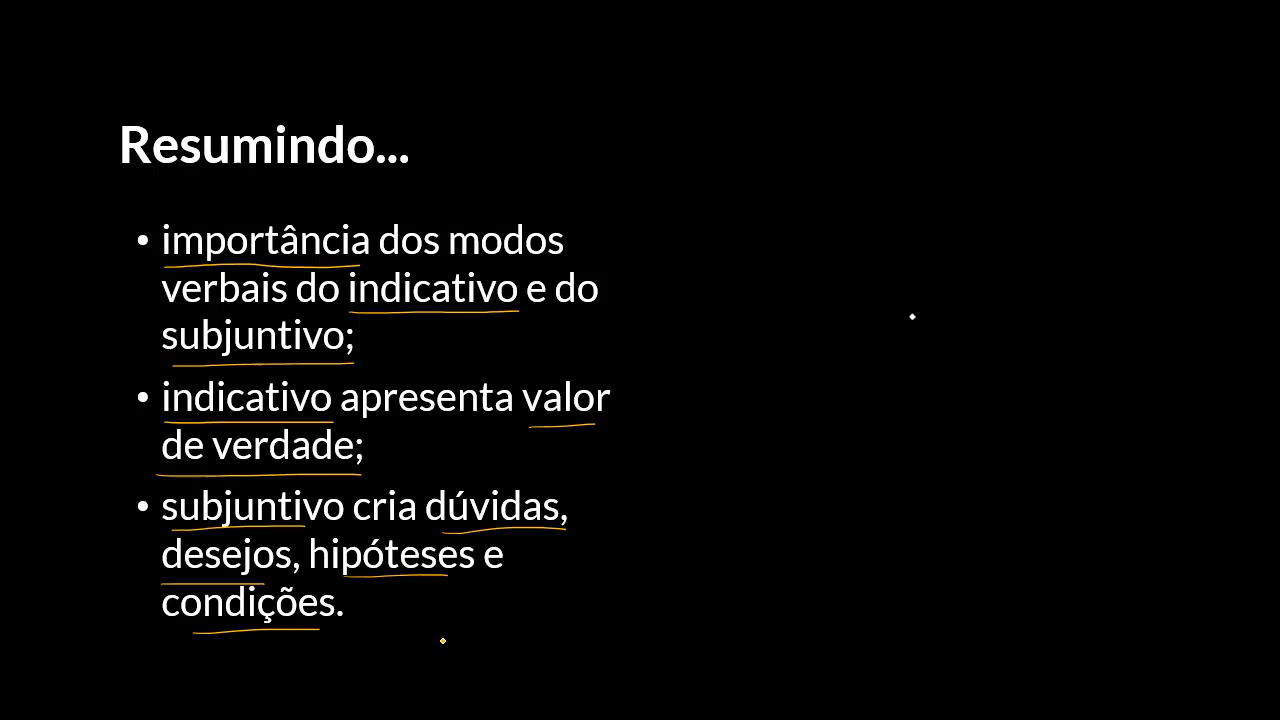 Resumindo...
• importância dos modos
verbais do indicativo e do
subjuntivo;
• indicativo apresenta valor
de verdade;
• subjuntivo cria dúvidas,
desejos, hipóteses e
condições.